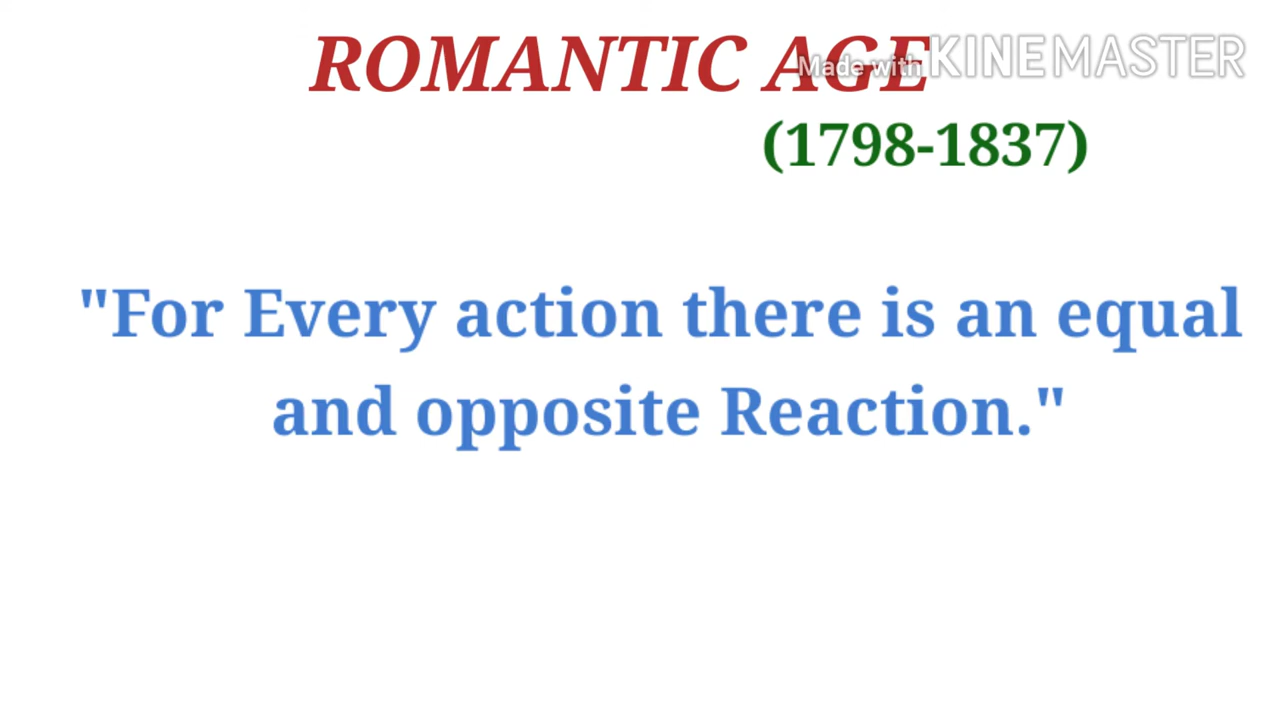 ROMANTIC AGE
Made with KINEMASTER
(1798-1837)
"For Every action there is an equal
and opposite Reaction."